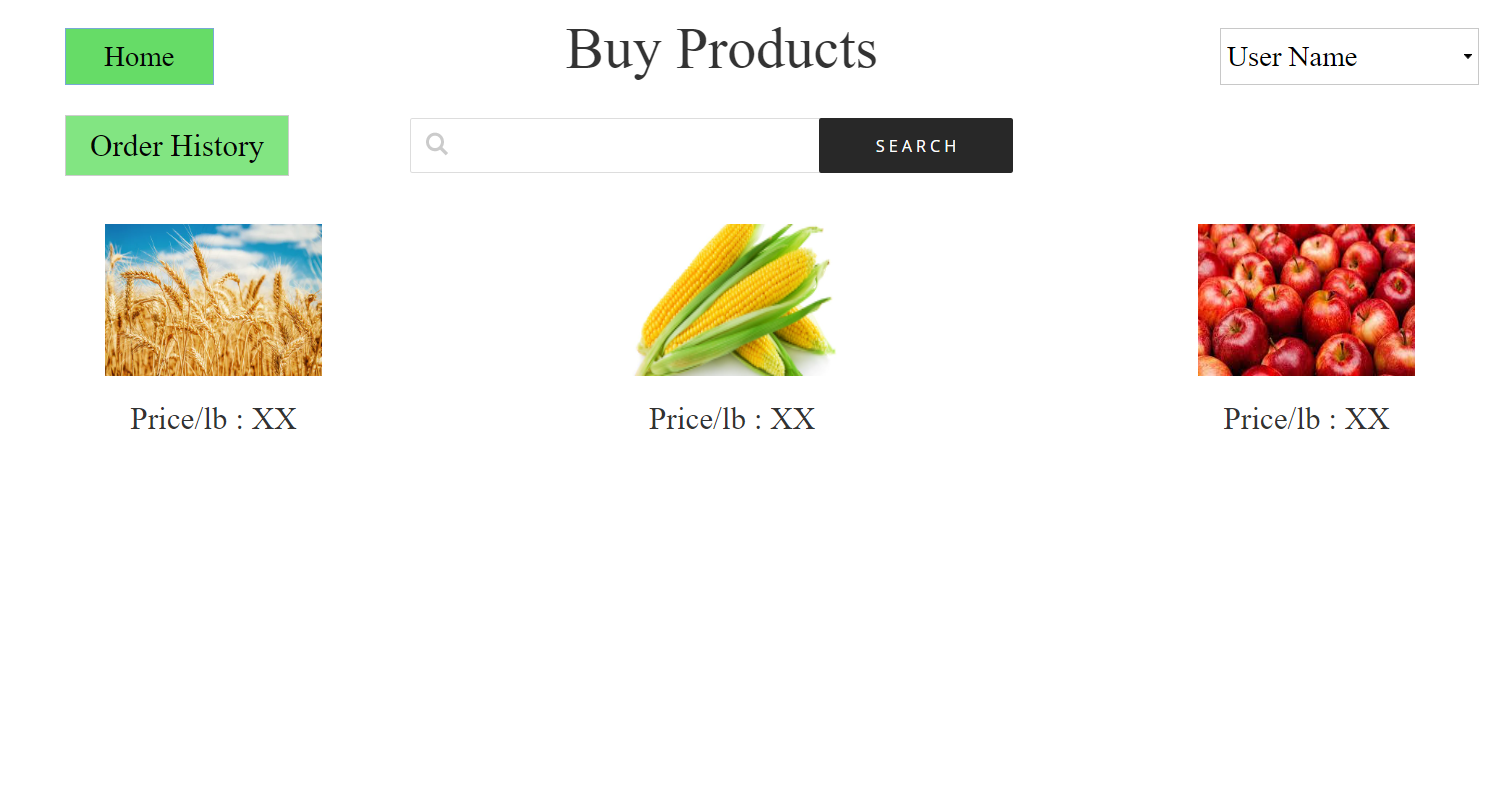 Home
Buy Products
User Name
Order History
SEARCH
Price/lb : XX
Price/lb : XX
Price/lb : XX